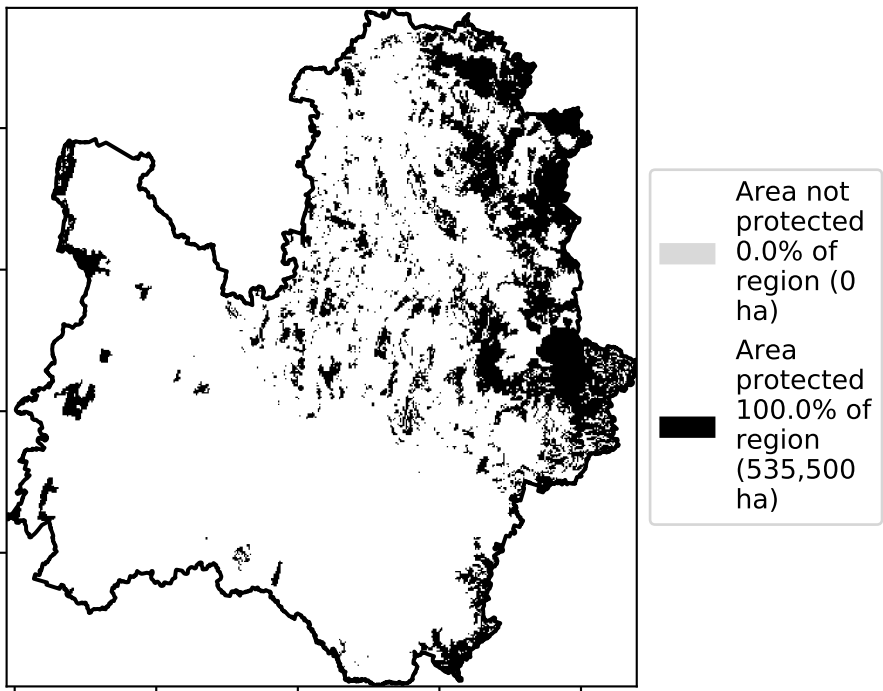 Area not
protected
0.0% of
region (0
ha)
Area
protected
100.0% of
region
(535,500
ha)